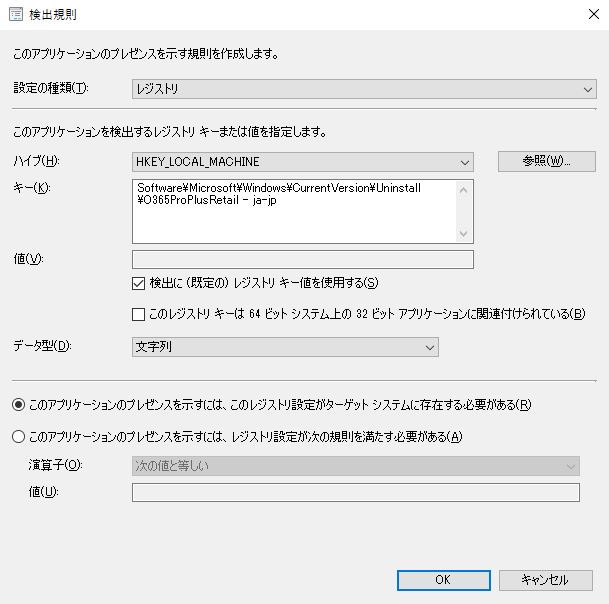 検出規則
このアプリケーションのプレゼンスを示す規則を作成します。
設定の種類(T):
レジストリ
このアプリケーションを検出するレジストリ キーまたは値を指定します。
ハイブ(H):
HKEY_LOCAL_MACHINE
参照(W)...
キー(K):
Software¥Microsoft¥Windows¥CurrentVersion¥Uninstall
¥O365ProPlusRetail - ja-jp
値(V):
検出に (既定の) レジストリ キー値を使用する(S)
このレジストリ キーは 64 ビット システム上の 32 ビット アプリケーションに関連付けられている(B)
データ型(D):
文字列
このアプリケーションのプレゼンスを示すには、このレジストリ設定がターゲット システムに存在する必要がある(R)
このアプリケーションのプレゼンスを示すには、レジストリ設定が次の規則を満たす必要がある(A)
演算子(O):
次の値と等しい
値(U):
OK
キャンセル